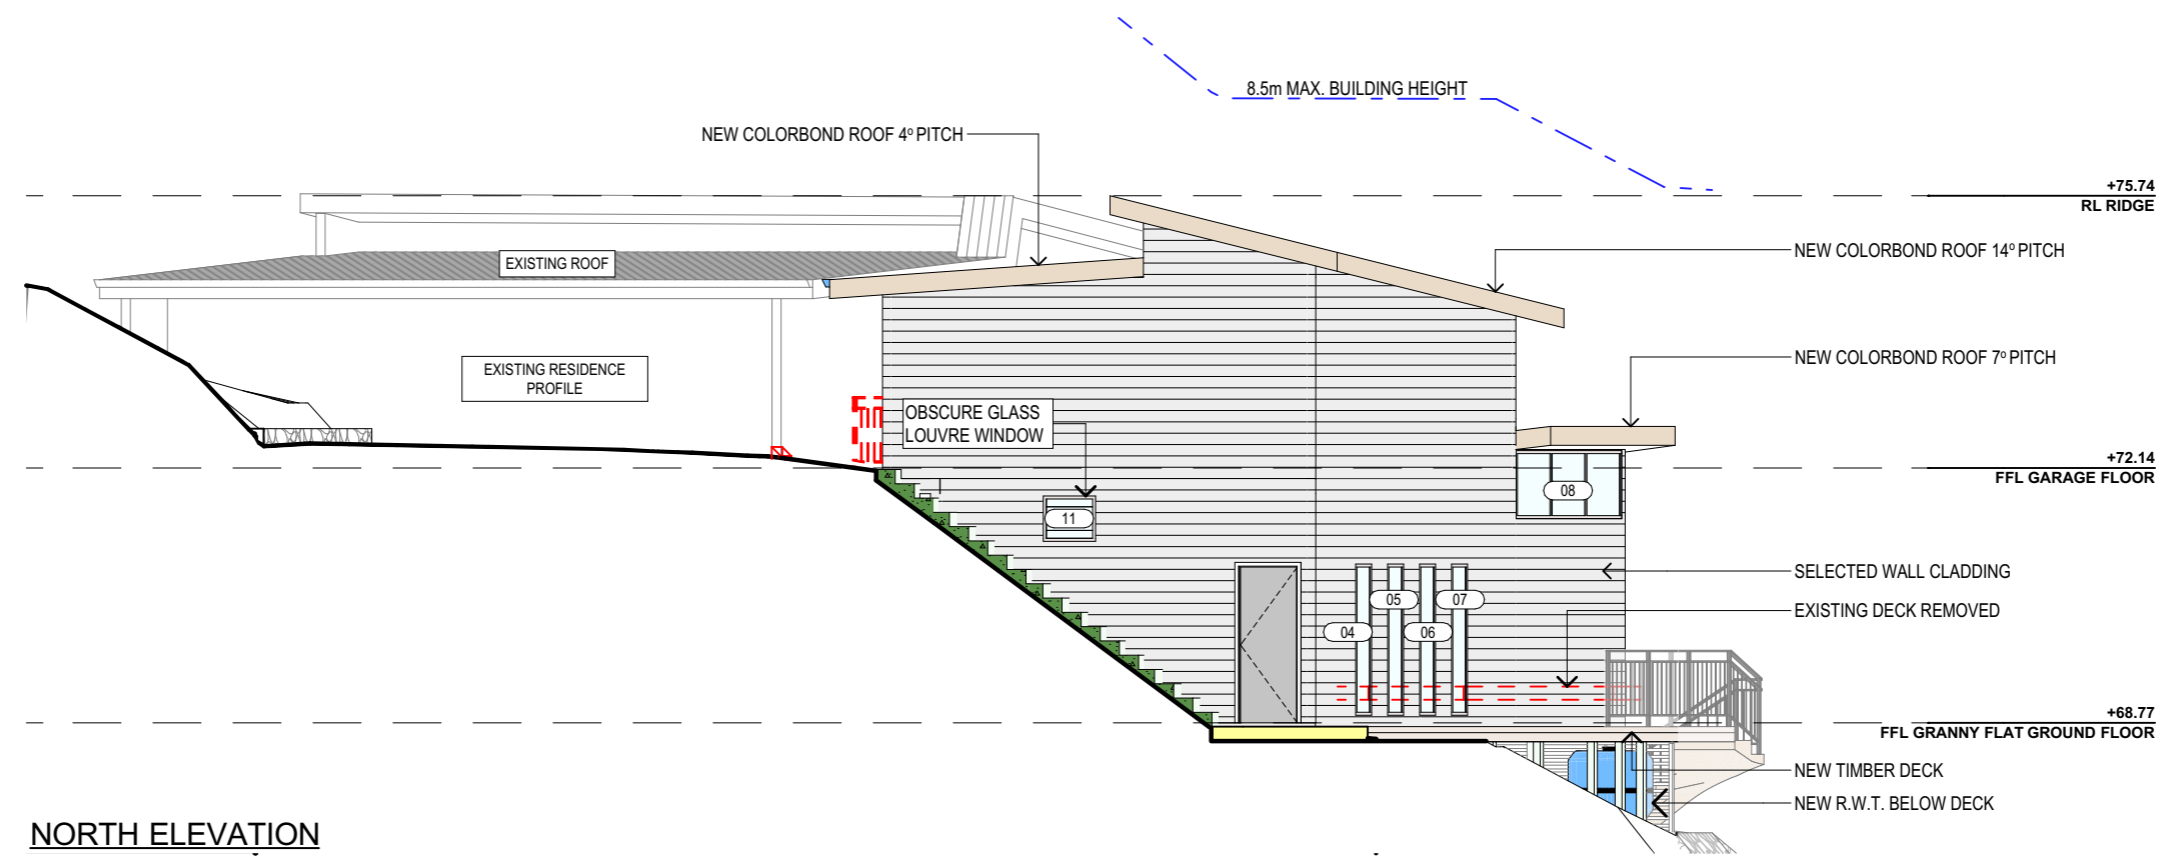 8.5m MAX. BUILDING HEIGHT
NEW COLORBOND ROOF 4º PITCH
+75.74
RL RIDGE
NEW COLORBOND ROOF 14º PITCH
EXISTING ROOF
NEW COLORBOND ROOF 7º PITCH
EXISTING RESIDENCE
PROFILE
OBSCURE GLASS
LOUVRE WINDOW
+72.14
FFL GARAGE FLOOR
08
11
SELECTED WALL CLADDING
05
07
EXISTING DECK REMOVED
04
06
+68.77
FFL GRANNY FLAT GROUND FLOOR
NEW TIMBER DECK
NEW R.W.T. BELOW DECK
NORTH ELEVATION